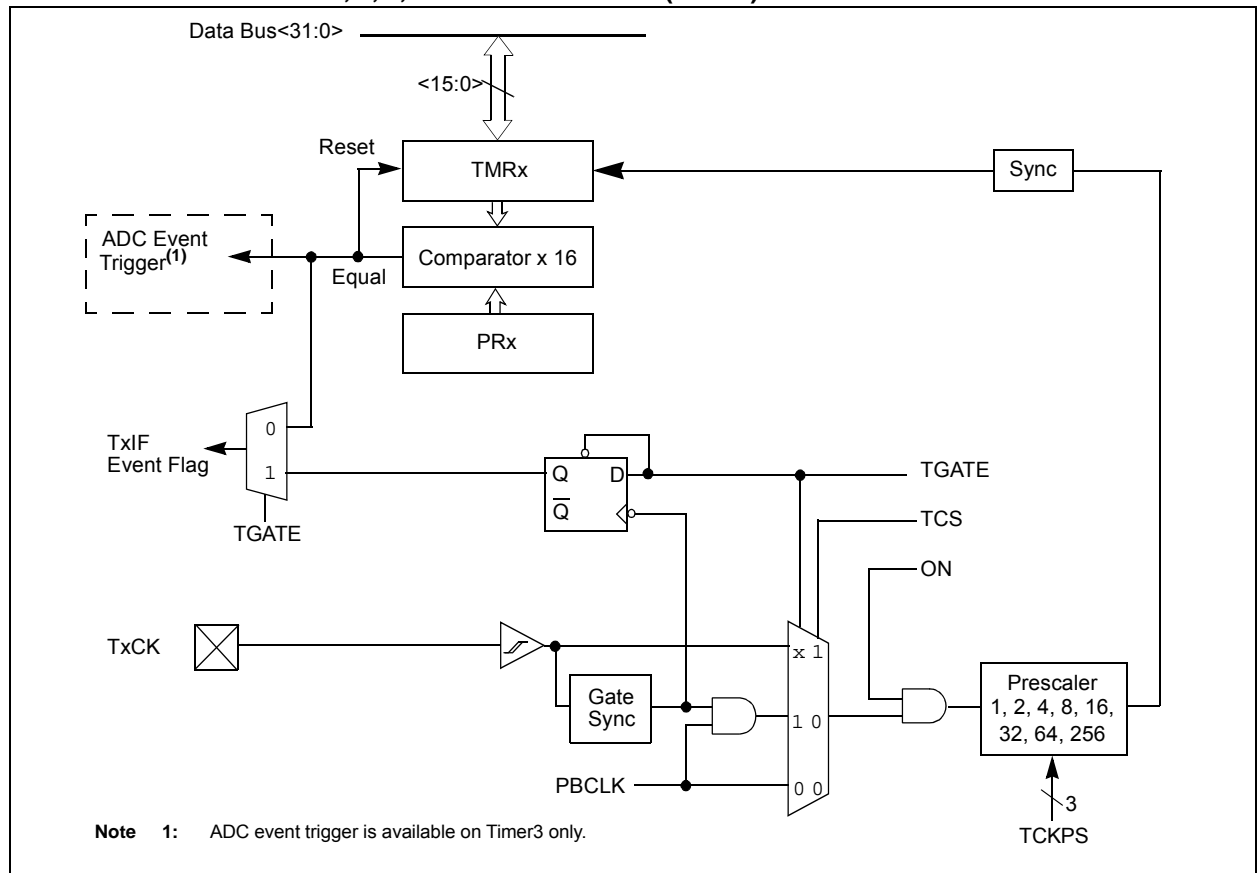 Data Bus<31:0>
<15:0>
Reset
TMRx
Sync
ADC Event
Trigger(1)
Equal
Comparator x 16
PRx
0
1
TxIF
Event Flag
TGATE
Q
D
Q
TGATE
TCS
ON
TxCK
x 1
Gate
Sync
1 0
Prescaler
1, 2, 4, 8, 16,
32, 64, 256
PBCLK
0 0
3
TCKPS
Note 1: ADC event trigger is available on Timer3 only.